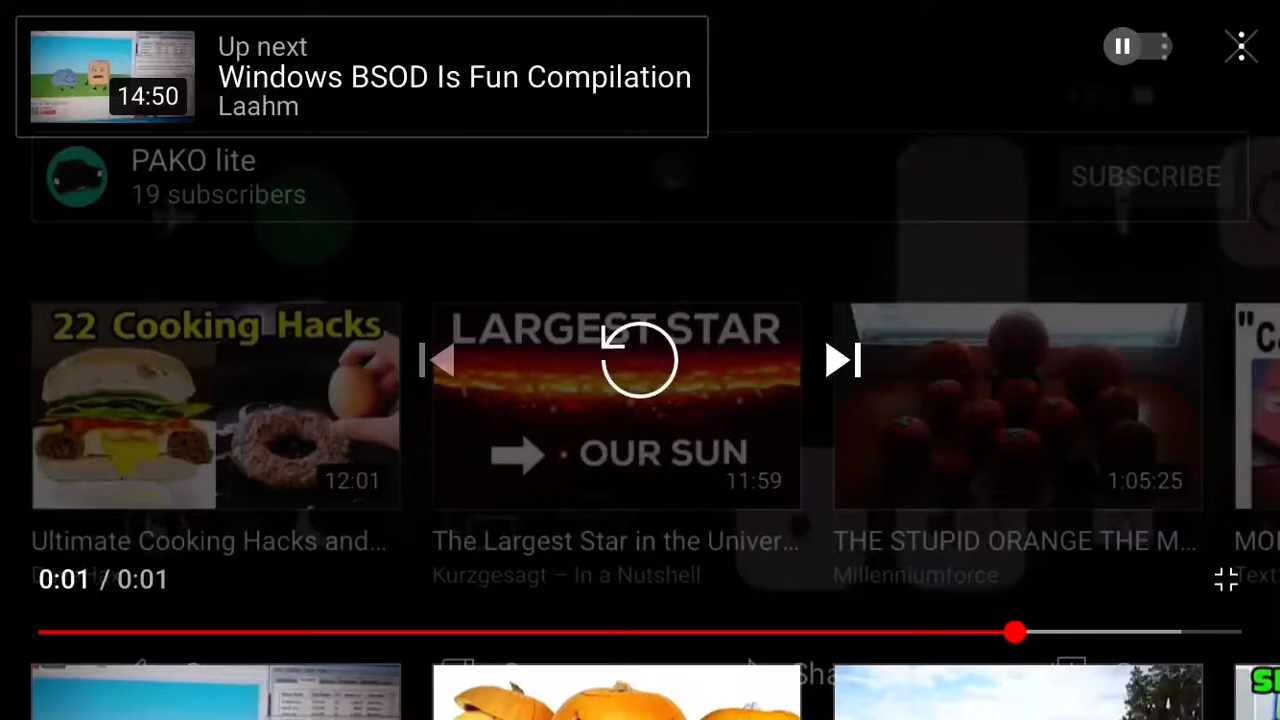 Up next
Windows BSOD Is Fun Compilation
Laahm
14:50
PAKO lite
19 subscribers
SUBSCRIBE
22 Cooking Hacks
12:01
LARGEST STAR
OUR SUN
11:59
1:05:25
Ultimate Cooking Hacks and...
The Largest Star in the Univer...
Kurzgesagt – In a Nutshell
THE STUPID ORANGE THE M...
Millenniumforce
0:01 / 0:01